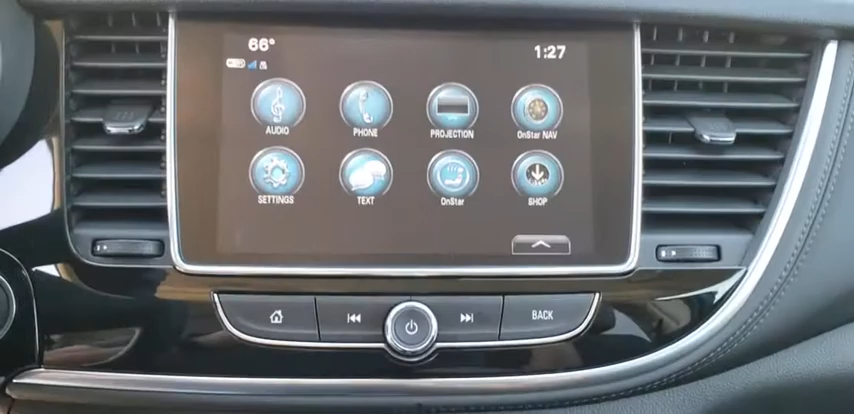 66°
1:27
AUDIO
PHONE
PROJECTION
OnStar NAV
SETTINGS
TEXT
OnStar
SHOP
BACK